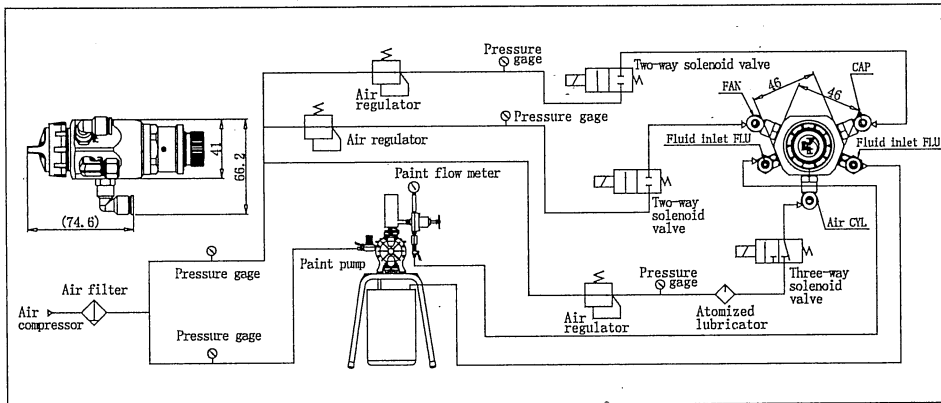 Pressure
gage
Two-way solenoid valve
FAN
46
46
CAP
Air
regulator
Pressure gage
Air regulator
Fluid inlet FLU
Fluid inlet FLU
41
66.2
(74.6)
Paint flow meter
Two-way
solenoid
valve
Air CYL
Pressure gage
Paint pump
Air filter
Air
compressor
Pressure gage
Pressure
gage
Air
regulator
Atomized
lubricator
Three-way
solenoid
valve